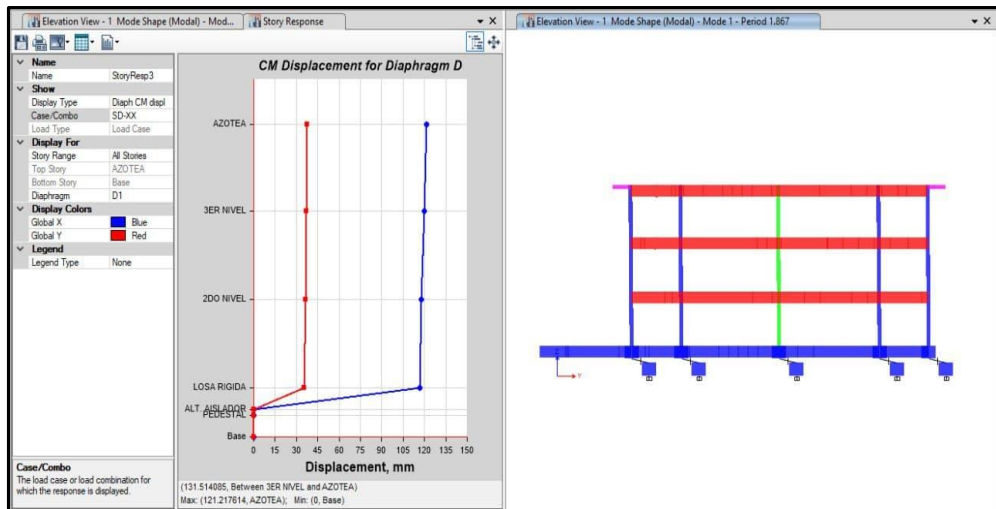 Elevation View - 1 Mode Shape (Modal) - Mod...
Story Response
Name
Name StoryResp3
Show
Display Type Diaph CM displ
Case/Combo SD-XX
Load Type Load Case
Display For
Story Range All Stories
Top Story AZOTEA
Bottom Story Base
Diaphragm D1
Display Colors
Global X Blue
Global Y Red
Legend
Legend Type None
Case/Combo
The load case or load combination for
which the response is displayed.
CM Displacement for Diaphragm D
AZOTEA
3ER NIVEL
2DO NIVEL
LOSA RIGIDA
ALT. AISLADOR
PEDESTAL
Base
0 15 30 45 60 75 90 105 120 135 150
Displacement, mm
(131.514085, Between 3ER NIVEL and AZOTEA)
Max: (121.217614, AZOTEA); Min: (0, Base)
Elevation View - 1 Mode Shape (Modal) - Mode 1 - Period 1.867